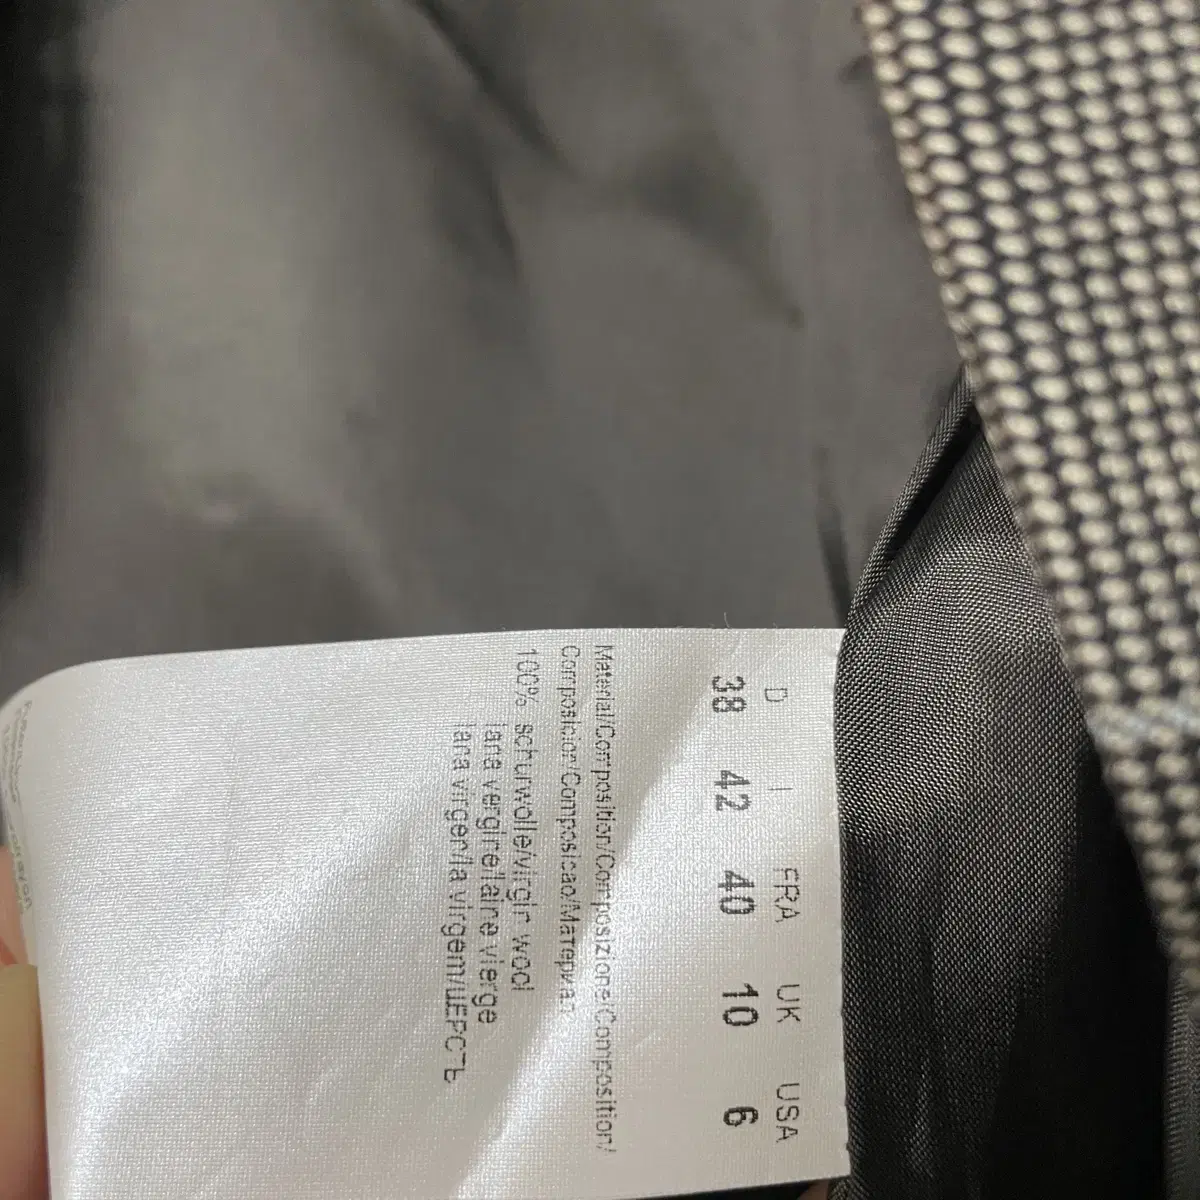 D I FRA UK USA
38 42 40 10 6
Material/Composition/Composizione/Composition/
Composicion/Composicao/Материал
100% schurwolle/virgin wool
lana vergine/laine vierge
lana virgen/la virgem/ШЕРСТЬ